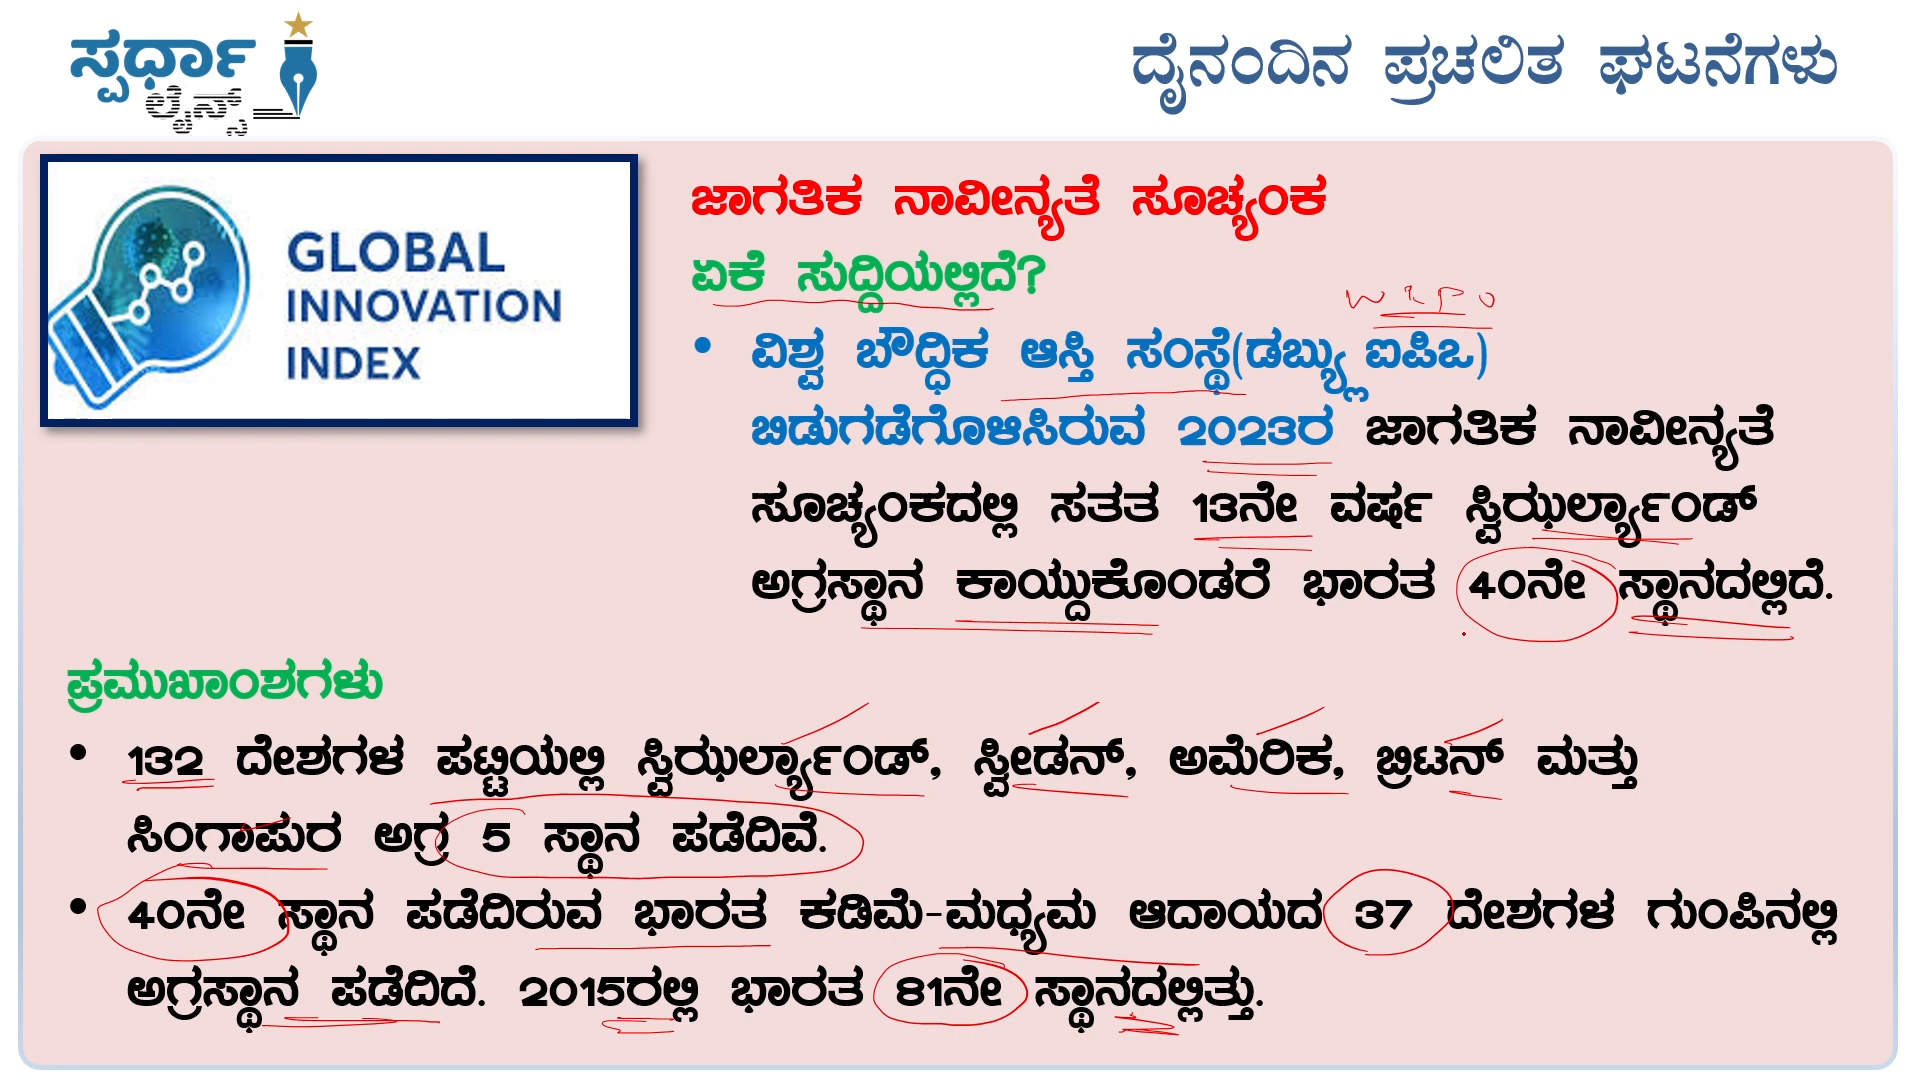 ಸ್ಪರ್ಧಾ
ಲೈನ್ಸ್
ದೈನಂದಿನ ಪ್ರಚಲಿತ ಘಟನೆಗಳು
GLOBAL
INNOVATION
INDEX
ಜಾಗತಿಕ ನಾವೀನ್ಯತೆ ಸೂಚ್ಯಂಕ
ಏಕೆ ಸುದ್ದಿಯಲ್ಲಿದೆ?
WIPO
• ವಿಶ್ವ ಬೌದ್ಧಿಕ ಆಸ್ತಿ ಸಂಸ್ಥೆ(ಡಬ್ಲ್ಯುಐಪಿಒ)
ಬಿಡುಗಡೆಗೊಳಿಸಿರುವ 2023ರ ಜಾಗತಿಕ ನಾವೀನ್ಯತೆ
ಸೂಚ್ಯಂಕದಲ್ಲಿ ಸತತ 13ನೇ ವರ್ಷ ಸ್ವಿಝರ್ಲ್ಯಾಂಡ್
ಅಗ್ರಸ್ಥಾನ ಕಾಯ್ದುಕೊಂಡರೆ ಭಾರತ 40ನೇ ಸ್ಥಾನದಲ್ಲಿದೆ.
ಪ್ರಮುಖಾಂಶಗಳು
• 132 ದೇಶಗಳ ಪಟ್ಟಿಯಲ್ಲಿ ಸ್ವಿಝರ್ಲ್ಯಾಂಡ್, ಸ್ವೀಡನ್, ಅಮೆರಿಕ, ಬ್ರಿಟನ್ ಮತ್ತು
ಸಿಂಗಾಪುರ ಅಗ್ರ 5 ಸ್ಥಾನ ಪಡೆದಿವೆ.
• 40ನೇ ಸ್ಥಾನ ಪಡೆದಿರುವ ಭಾರತ ಕಡಿಮೆ-ಮಧ್ಯಮ ಆದಾಯದ 37 ದೇಶಗಳ ಗುಂಪಿನಲ್ಲಿ
ಅಗ್ರಸ್ಥಾನ ಪಡೆದಿದೆ. 2015ರಲ್ಲಿ ಭಾರತ 81ನೇ ಸ್ಥಾನದಲ್ಲಿತ್ತು.